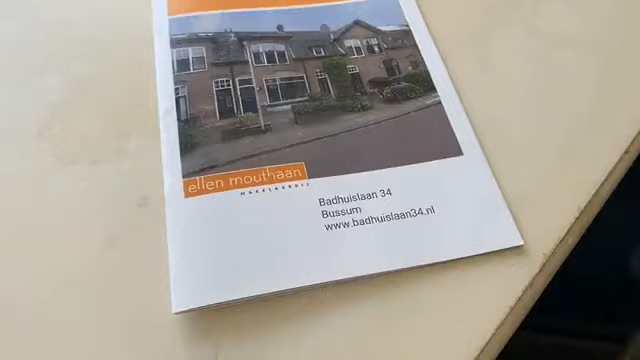 ellen mouthaan
MAKELAARDIJ
Badhuislaan 34
Bussum
www.badhuislaan34.nl